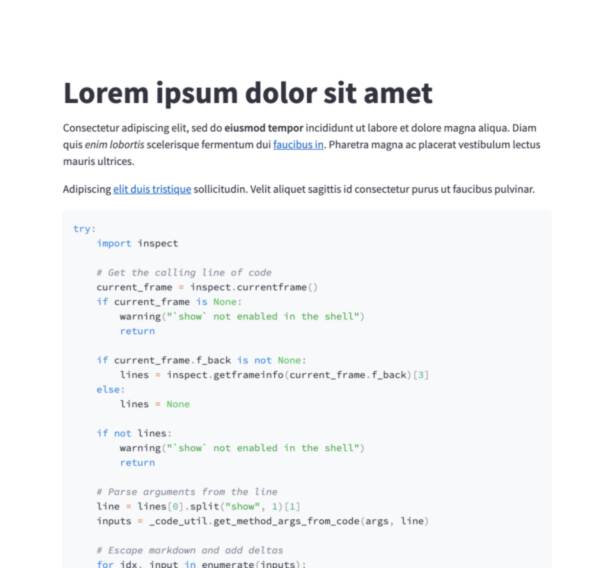 Lorem ipsum dolor sit amet
Consectetur adipiscing elit, sed do eiusmod tempor incididunt ut labore et dolore magna aliqua. Diam
quis enim lobortis scelerisque fermentum dui faucibus in. Pharetra magna ac placerat vestibulum lectus
mauris ultrices.
Adipiscing elit duis tristique sollicitudin. Velit aliquet sagittis id consectetur purus ut faucibus pulvinar.
try:
    import inspect
    # Get the calling line of code
    current_frame = inspect.currentframe()
    if current_frame is None:
        warning("`show` not enabled in the shell")
        return
    if current_frame.f_back is not None:
        lines = inspect.getframeinfo(current_frame.f_back)[3]
    else:
        lines = None
    if not lines:
        warning("`show` not enabled in the shell")
        return
    # Parse arguments from the line
    line = lines[0].split("show", 1)[1]
    inputs = _code_util.get_method_args_from_code(args, line)
    # Escape markdown and add deltas
    for idx, input in enumerate(inputs):